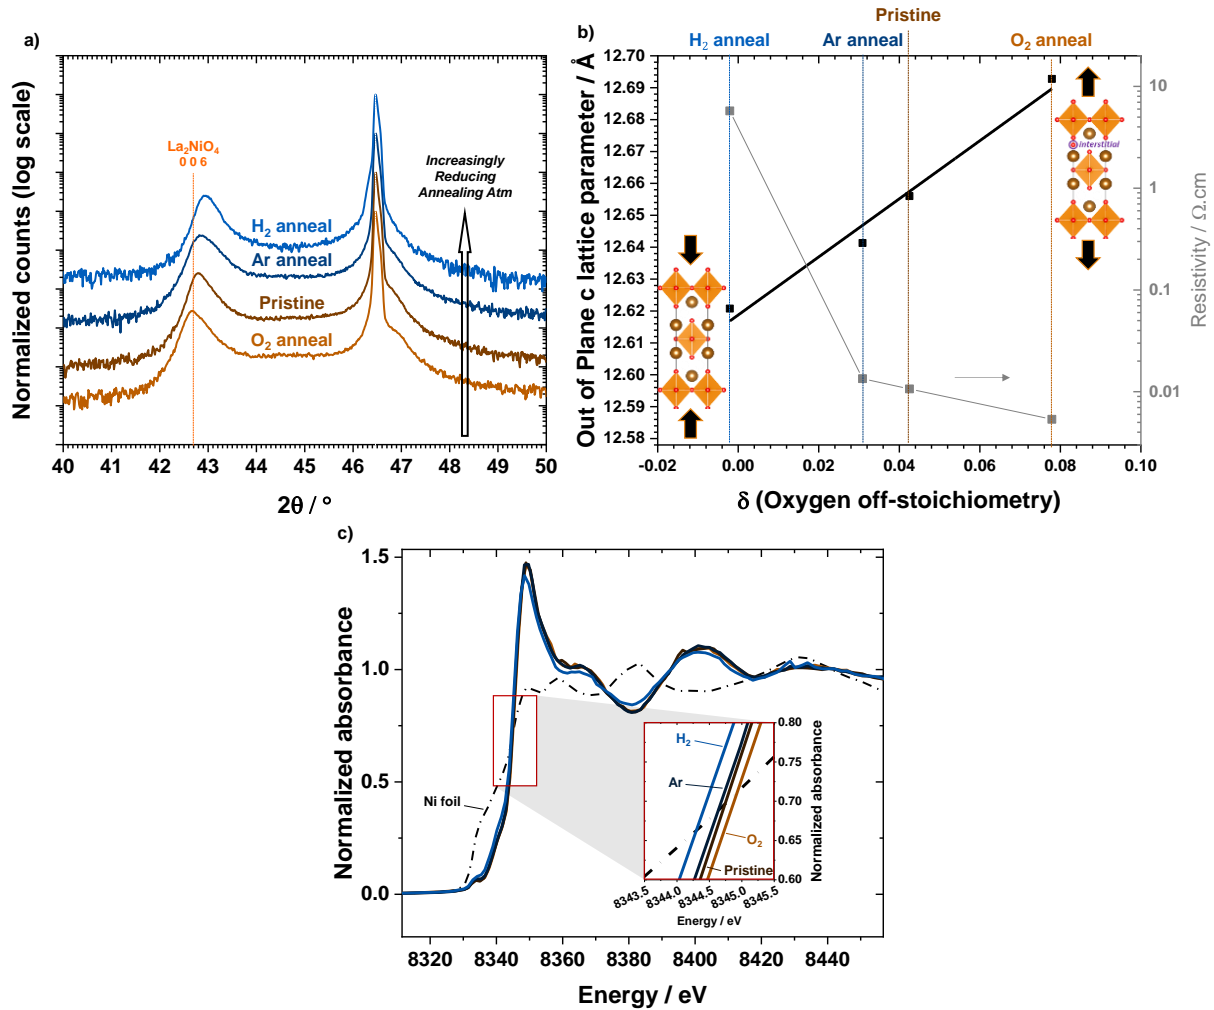 a)
Normalized counts (log scale)
La₂NiO₄
0 0 6
Increasingly
Reducing
Annealing Atm
H₂ anneal
Ar anneal
Pristine
O₂ anneal
40 41 42 43 44 45 46 47 48 49 50
2θ / °
Pristine
b)
H₂ anneal
Ar anneal
O₂ anneal
Out of Plane c lattice parameter / Å
12.70
12.69
12.68
12.67
12.66
12.65
12.64
12.63
12.62
12.61
12.60
12.59
12.58
interstitial
10
1
0.1
0.01
Resistivity / Ω.cm
-0.02 0.00 0.02 0.04 0.06 0.08 0.10
δ (Oxygen off-stoichiometry)
c)
Normalized absorbance
1.5
1.0
0.5
0.0
Ni foil
H₂
Ar
O₂
Pristine
0.80
0.75
0.70
0.65
0.60
Normalized absorbance
8343.5 8344.0 8344.5 8345.0 8345.5
Energy / eV
8320 8340 8360 8380 8400 8420 8440
Energy / eV